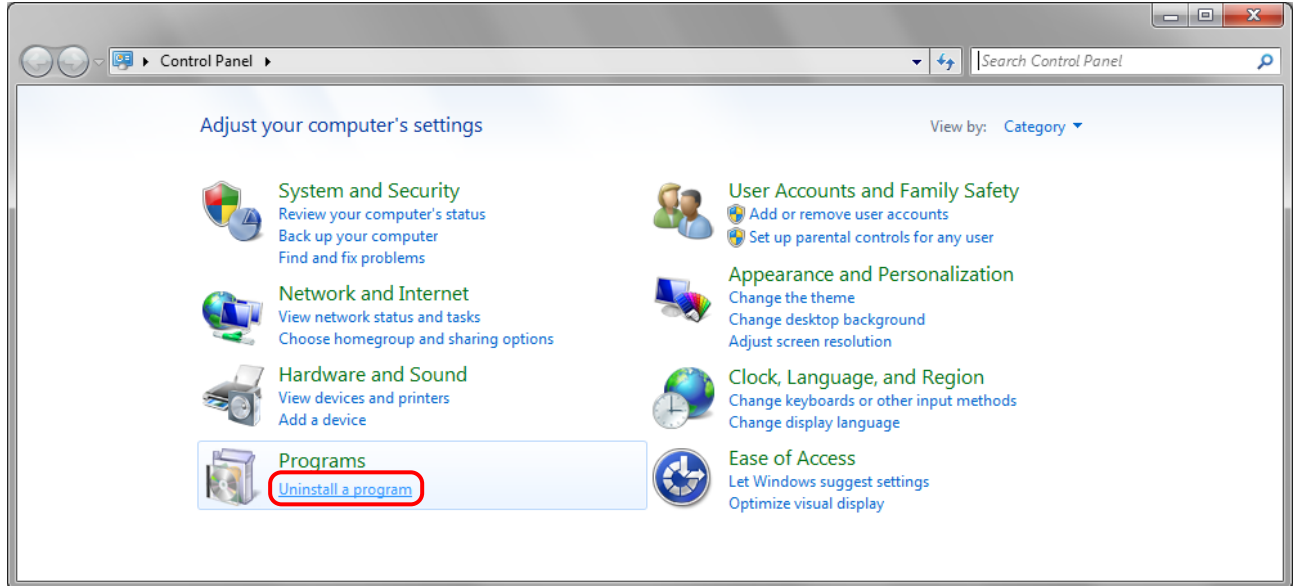 Control Panel
Search Control Panel
Adjust your computer's settings
View by: Category
System and Security
Review your computer's status
Back up your computer
Find and fix problems
Network and Internet
View network status and tasks
Choose homegroup and sharing options
Hardware and Sound
View devices and printers
Add a device
Programs
Uninstall a program
User Accounts and Family Safety
Add or remove user accounts
Set up parental controls for any user
Appearance and Personalization
Change the theme
Change desktop background
Adjust screen resolution
Clock, Language, and Region
Change keyboards or other input methods
Change display language
Ease of Access
Let Windows suggest settings
Optimize visual display